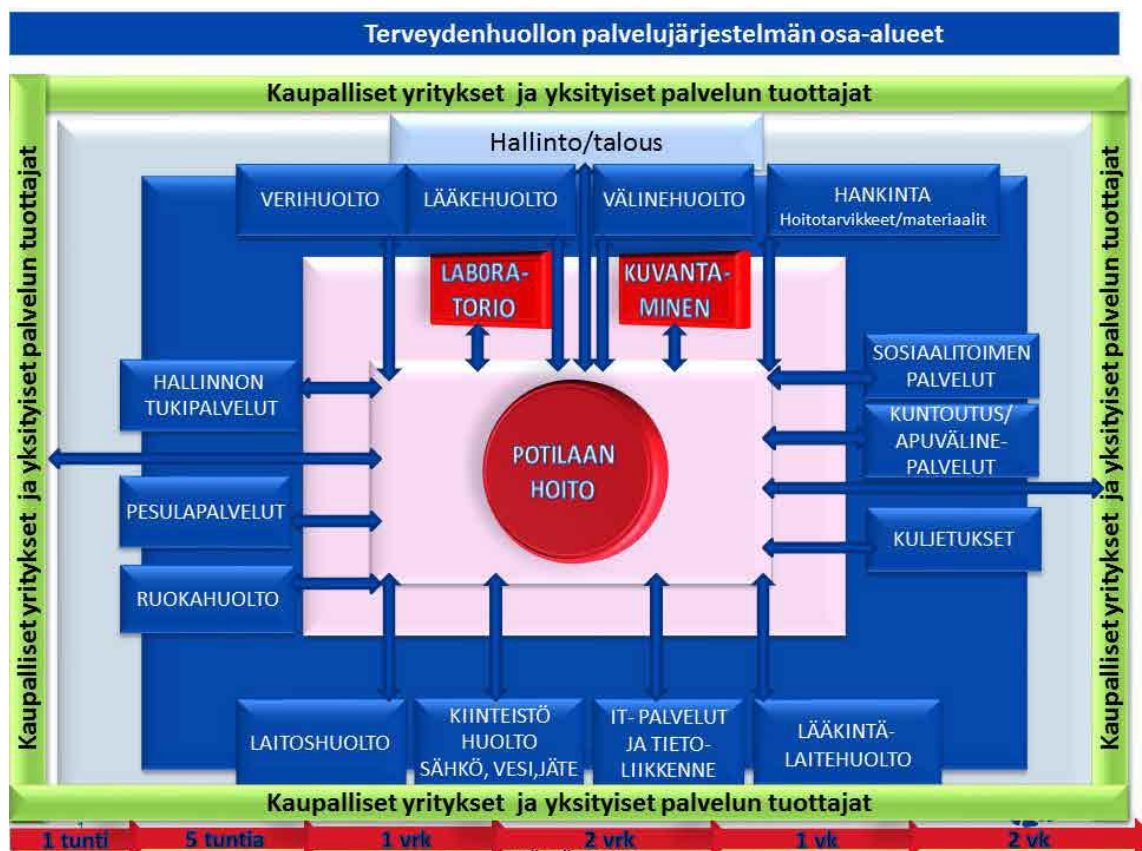 Terveydenhuollon palvelujärjestelmän osa-alueet
Kaupalliset yritykset ja yksityiset palvelun tuottajat
Kaupalliset yritykset ja yksityiset palvelun tuottajat
Kaupalliset yritykset ja yksityiset palvelun tuottajat
Hallinto/talous
VERIHUOLTO
LÄÄKEHUOLTO
VÄLINEHUOLTO
HANKINTA
Hoitotarvikkeet/materiaalit
LABORA-
TORIO
KUVANTA-
MINEN
HALLINNON
TUKIPALVELUT
SOSIAALITOIMEN
PALVELUT
KUNTOUTUS/
APUVÄLINE-
PALVELUT
POTILAAN
HOITO
PESULAPALVELUT
KULJETUKSET
RUOKAHUOLTO
LAITOSHUOLTO
KIINTEISTÖ
HUOLTO
SÄHKÖ, VESI,JÄTE
IT- PALVELUT
JA TIETO-
LIIKKENNE
LÄÄKINTÄ-
LAITEHUOLTO
Kaupalliset yritykset ja yksityiset palvelun tuottajat
1 tunti
5 tuntia
1 vrk
2 vrk
1 vk
2 vk